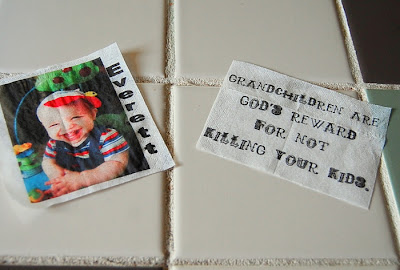 Everett
GRANDCHILDREN ARE
GOD'S REWARD
FOR NOT
KILLING YOUR KIDS.